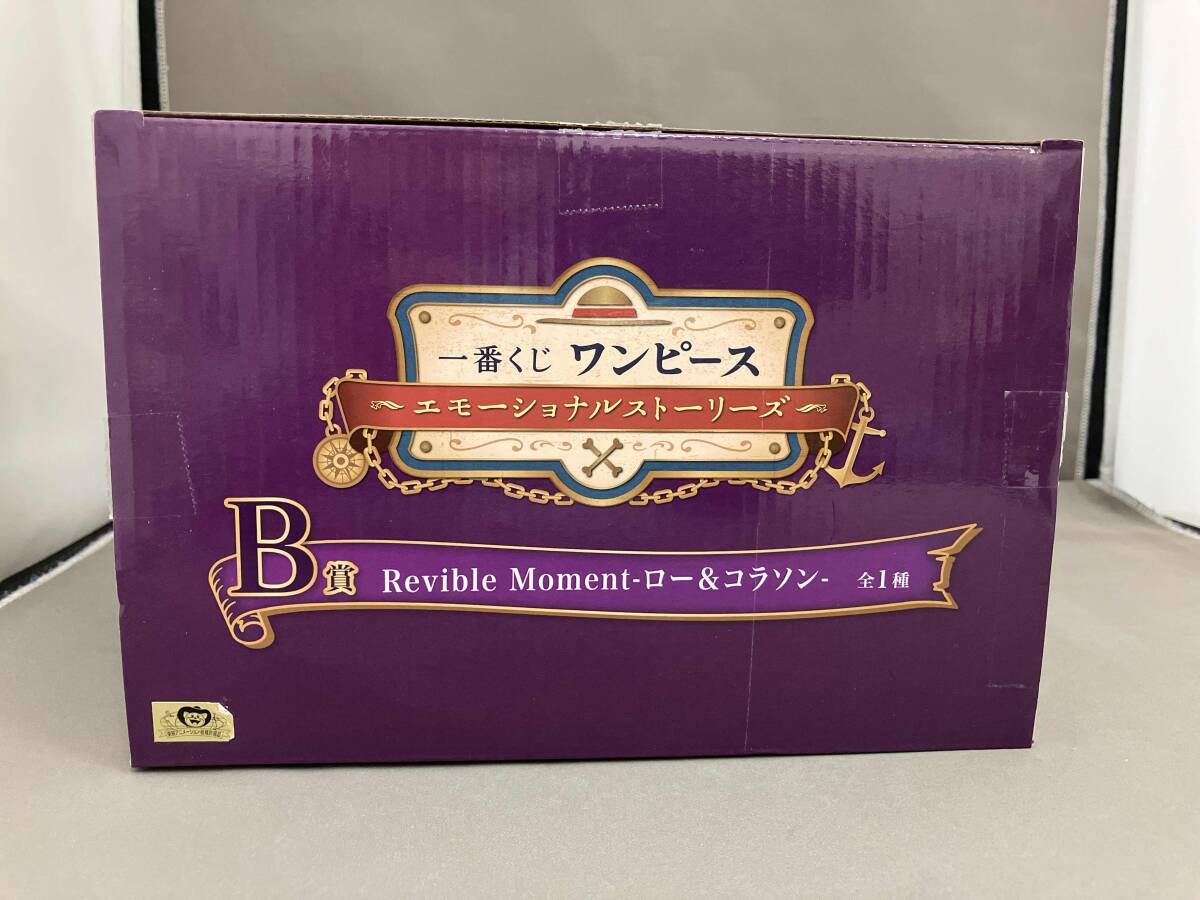 一番くじ ワンピース
エモーショナルストーリーズ
B賞 Revible Moment-ロー&コラソン- 全1種